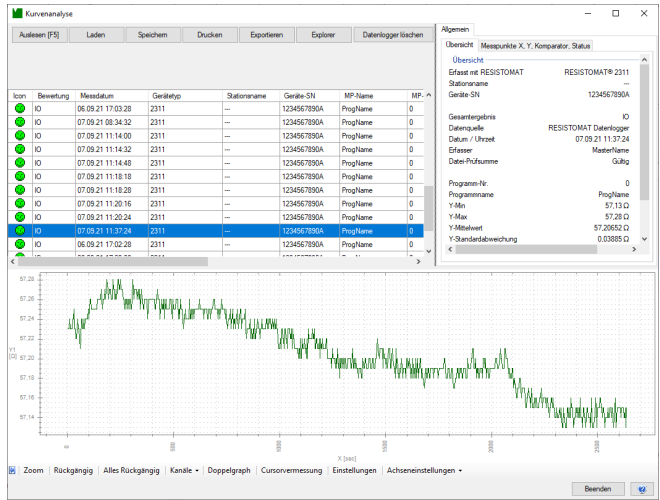 Kurvenanalyse
Auslesen [F5] Laden Speichern Drucken Exportieren Explorer Datenlogger löschen
Allgemein
Übersicht Messpunkte X, Y, Komparator, Status
Übersicht
Erfasst mit RESISTOMAT RESISTOMAT® 2311
Stationsname ---
Geräte-SN 1234567890A
Gesamtergebnis IO
Datenquelle RESISTOMAT Datenlogger
Datum / Uhrzeit 07.09.21 11:37:24
Erfasser MasterName
Datei-Prüfsumme Gültig
Programm-Nr. 0
Programmname ProgName
Y-Min 57,13 Ω
Y-Max 57,28 Ω
Y-Mittelwert 57,20652 Ω
Y-Standardabweichung 0,03885 Ω
Icon Bewertung Messdatum Gerätetyp Stationsname Geräte-SN MP-Name MP-
IO 06.09.21 17:03:28 2311 --- 1234567890A ProgName 0
IO 07.09.21 08:34:32 2311 --- 1234567890A ProgName 0
IO 07.09.21 11:14:00 2311 --- 1234567890A ProgName 0
IO 07.09.21 11:14:32 2311 --- 1234567890A ProgName 0
IO 07.09.21 11:14:48 2311 --- 1234567890A ProgName 0
IO 07.09.21 11:18:18 2311 --- 1234567890A ProgName 0
IO 07.09.21 11:18:28 2311 --- 1234567890A ProgName 0
IO 07.09.21 11:20:16 2311 --- 1234567890A ProgName 0
IO 07.09.21 11:20:24 2311 --- 1234567890A ProgName 0
IO 07.09.21 11:37:24 2311 --- 1234567890A ProgName 0
IO 06.09.21 17:02:28 2311 --- 1234567890A ProgName 0
57,28
57,26
57,24
57,22
Y1
[Ω]
57,20
57,18
57,16
57,14
0 500 1000 1500 2000 2500
X [sec]
Zoom Rückgängig Alles Rückgängig Kanäle Doppelgraph Cursorvermessung Einstellungen Achseneinstellungen
Beenden